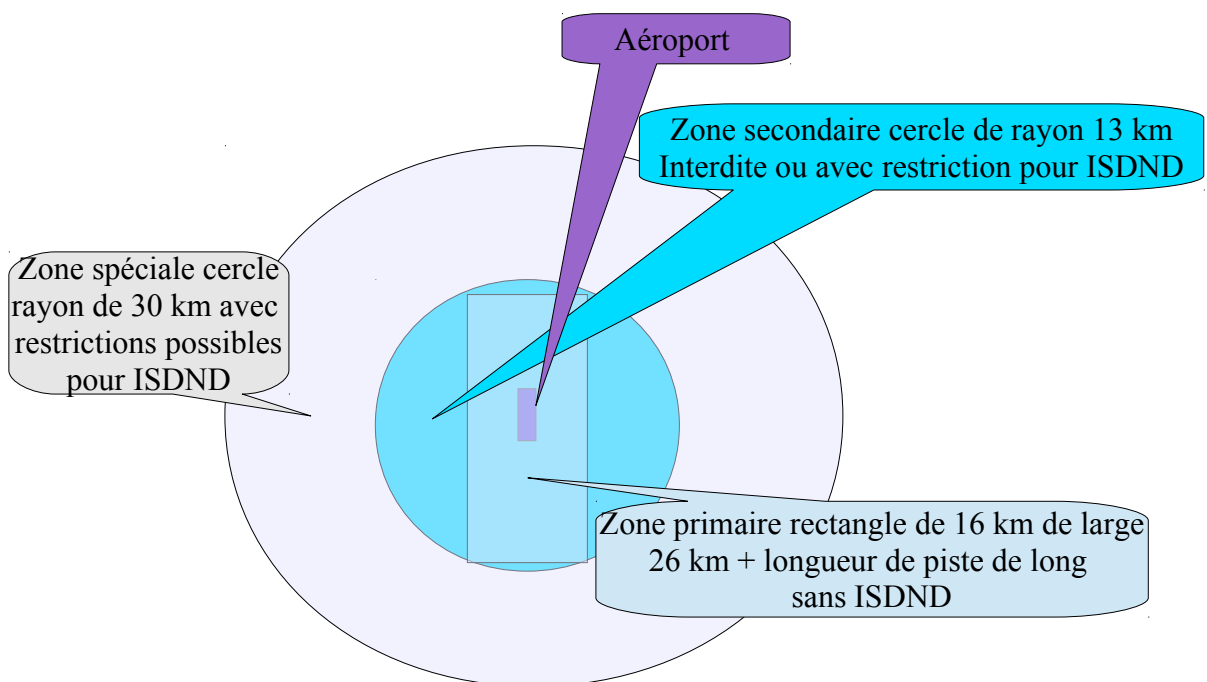 Aéroport
Zone secondaire cercle de rayon 13 km
Interdite ou avec restriction pour ISDND
Zone spéciale cercle
rayon de 30 km avec
restrictions possibles
pour ISDND
Zone primaire rectangle de 16 km de large
26 km + longueur de piste de long
sans ISDND